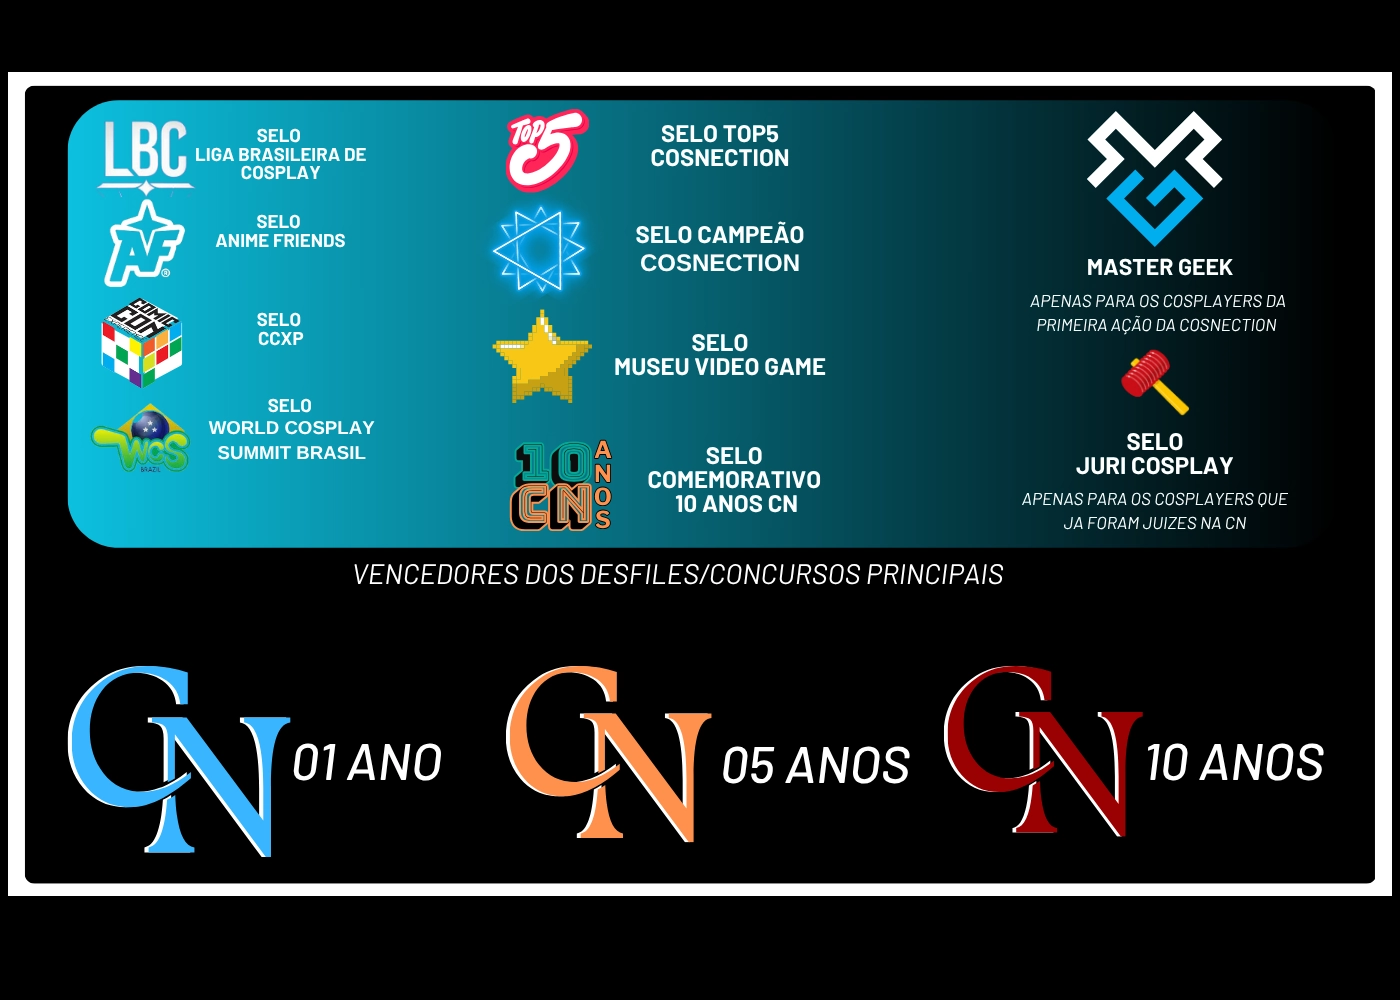 LBC
SELO
LIGA BRASILEIRA DE
COSPLAY
AF®
SELO
ANIME FRIENDS
COMIC
CON
SELO
CCXP
WCS
BRAZIL
SELO
WORLD COSPLAY
SUMMIT BRASIL
TOP
5
SELO TOP5
COSNECTION
SELO CAMPEÃO
COSNECTION
SELO
MUSEU VIDEO GAME
10
CN
ANOS
SELO
COMEMORATIVO
10 ANOS CN
MASTER GEEK
APENAS PARA OS COSPLAYERS DA
PRIMEIRA AÇÃO DA COSNECTION
SELO
JURI COSPLAY
APENAS PARA OS COSPLAYERS QUE
JA FORAM JUIZES NA CN
VENCEDORES DOS DESFILES/CONCURSOS PRINCIPAIS
CN 01 ANO
CN 05 ANOS
CN 10 ANOS